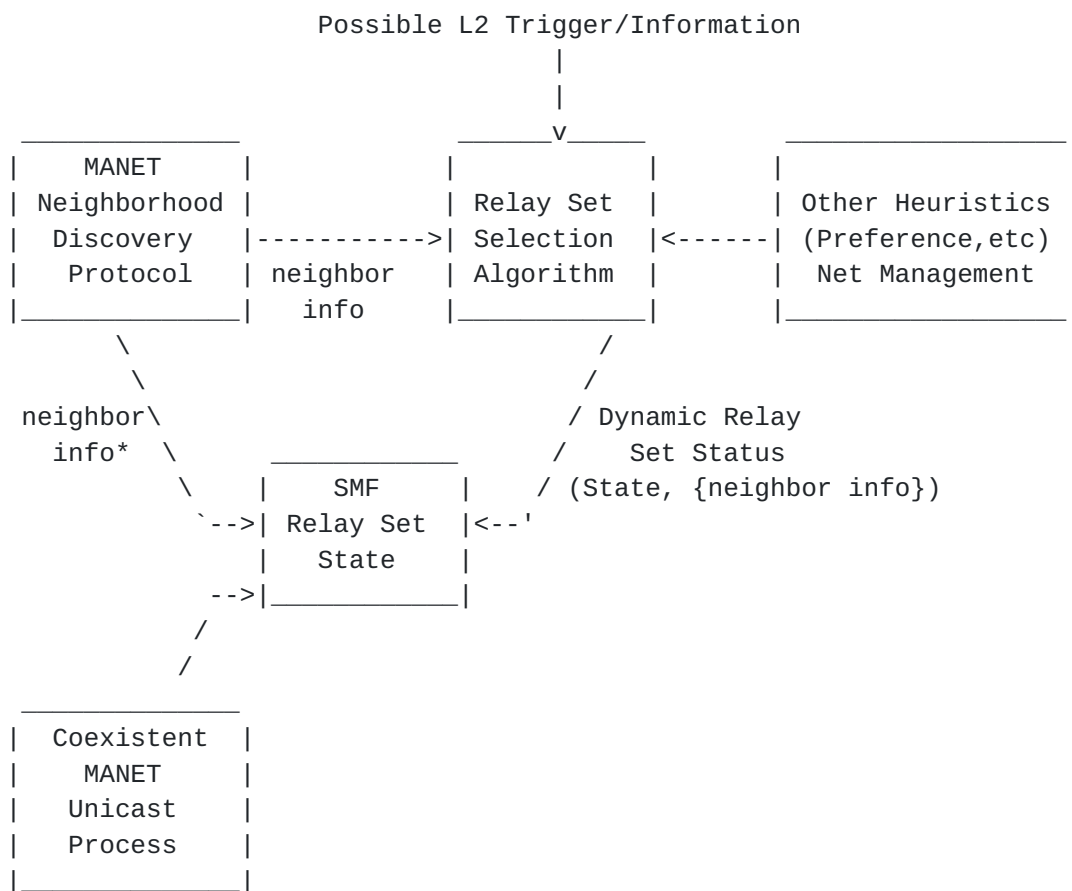 Possible L2 Trigger/Information
MANET
Neighborhood Relay Set Other Heuristics
Discovery Selection (Preference,etc)
Protocol neighbor Algorithm Net Management
info
neighbor Dynamic Relay
info* Set Status
SMF (State, {neighbor info})
Relay Set
State
Coexistent
MANET
Unicast
Process